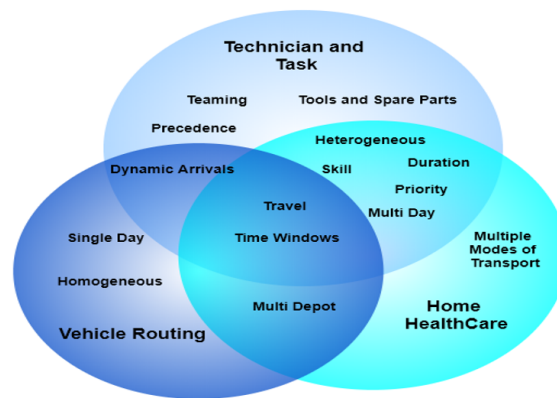 Technician and
Task
Teaming
Tools and Spare Parts
Precedence
Heterogeneous
Dynamic Arrivals
Skill
Duration
Priority
Travel
Multi Day
Single Day
Time Windows
Multiple
Modes of
Transport
Homogeneous
Multi Depot
Home
HealthCare
Vehicle Routing